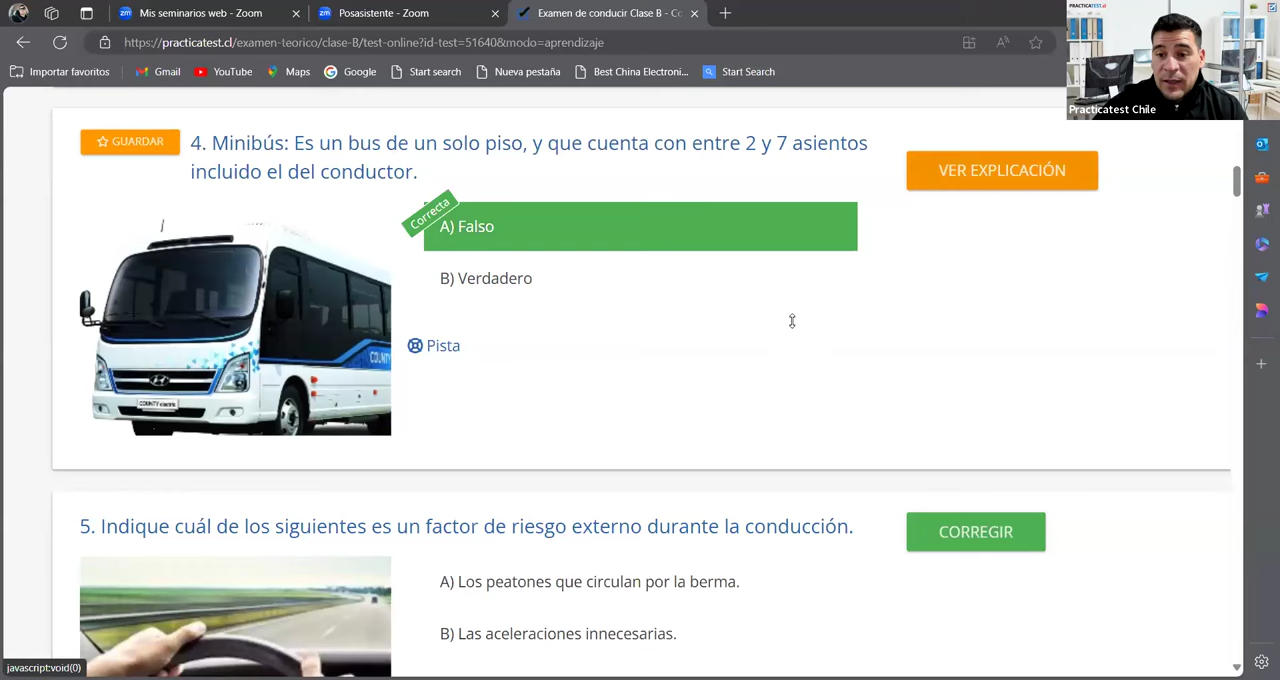 Mis seminarios web - Zoom
Posasistente - Zoom
Examen de conducir Clase B - Co
https://practicatest.cl/examen-teorico/clase-B/test-online?id-test=51640&modo=aprendizaje
Importar favoritos
Gmail
YouTube
Maps
Google
Start search
Nueva pestaña
Best China Electroni...
Start Search
PRACTICATEST.cl
Practicatest Chile
GUARDAR
4. Minibús: Es un bus de un solo piso, y que cuenta con entre 2 y 7 asientos
incluido el del conductor.
VER EXPLICACIÓN
Correcta
A) Falso
B) Verdadero
Pista
COUNTY
COUNTY electric
5. Indique cuál de los siguientes es un factor de riesgo externo durante la conducción.
CORREGIR
A) Los peatones que circulan por la berma.
B) Las aceleraciones innecesarias.
javascript:void(0)